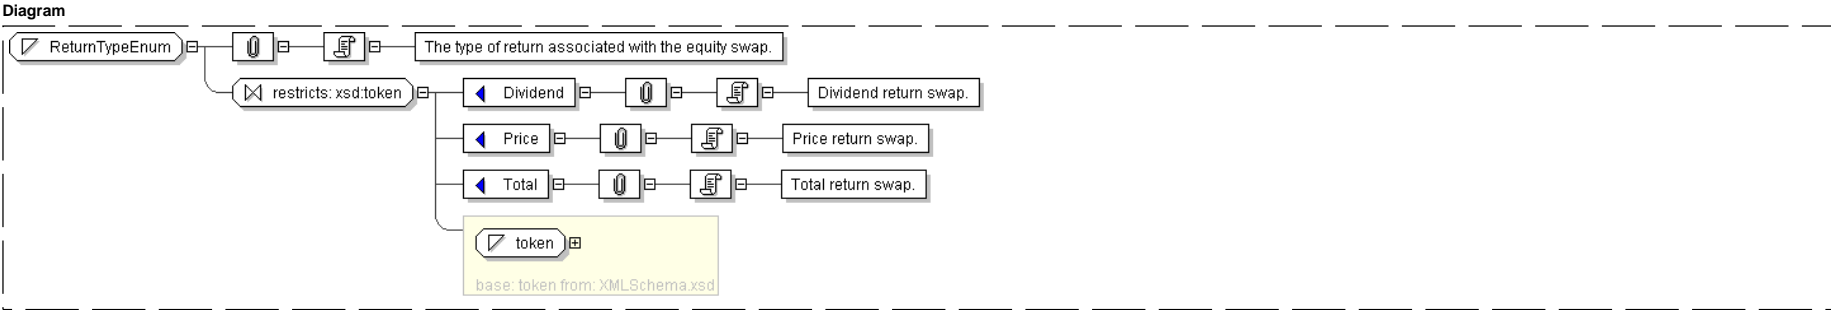 Diagram
ReturnTypeEnum The type of return associated with the equity swap.
restricts: xsd:token Dividend Dividend return swap.
Price Price return swap.
Total Total return swap.
token
base: token from: XMLSchema.xsd